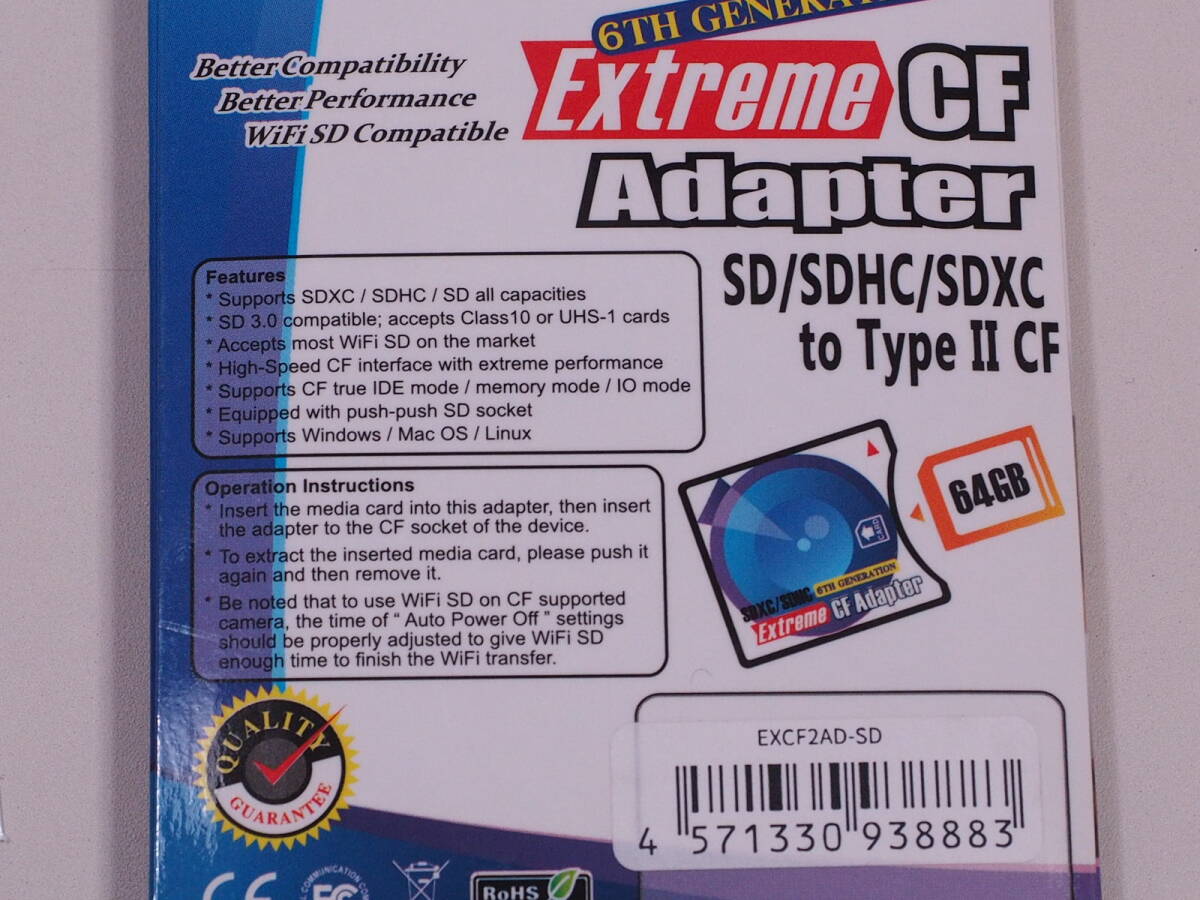 6TH GENERATION
Better Compatibility
Better Performance
WiFi SD Compatible
Extreme CF
Adapter
SD/SDHC/SDXC
to Type II CF
Features
* Supports SDXC / SDHC / SD all capacities
* SD 3.0 compatible; accepts Class10 or UHS-1 cards
* Accepts most WiFi SD on the market
* High-Speed CF interface with extreme performance
* Supports CF true IDE mode / memory mode / IO mode
* Equipped with push-push SD socket
* Supports Windows / Mac OS / Linux
Operation Instructions
* Insert the media card into this adapter, then insert
the adapter to the CF socket of the device.
* To extract the inserted media card, please push it
again and then remove it.
* Be noted that to use WiFi SD on CF supported
camera, the time of “ Auto Power Off ” settings
should be properly adjusted to give WiFi SD
enough time to finish the WiFi transfer.
64GB
CARD
SDXC/SDHC 6TH GENERATION
Extreme CF Adapter
QUALITY
GUARANTEE
EXCF2AD-SD
4 571330 938883
CE
FC
RoHS